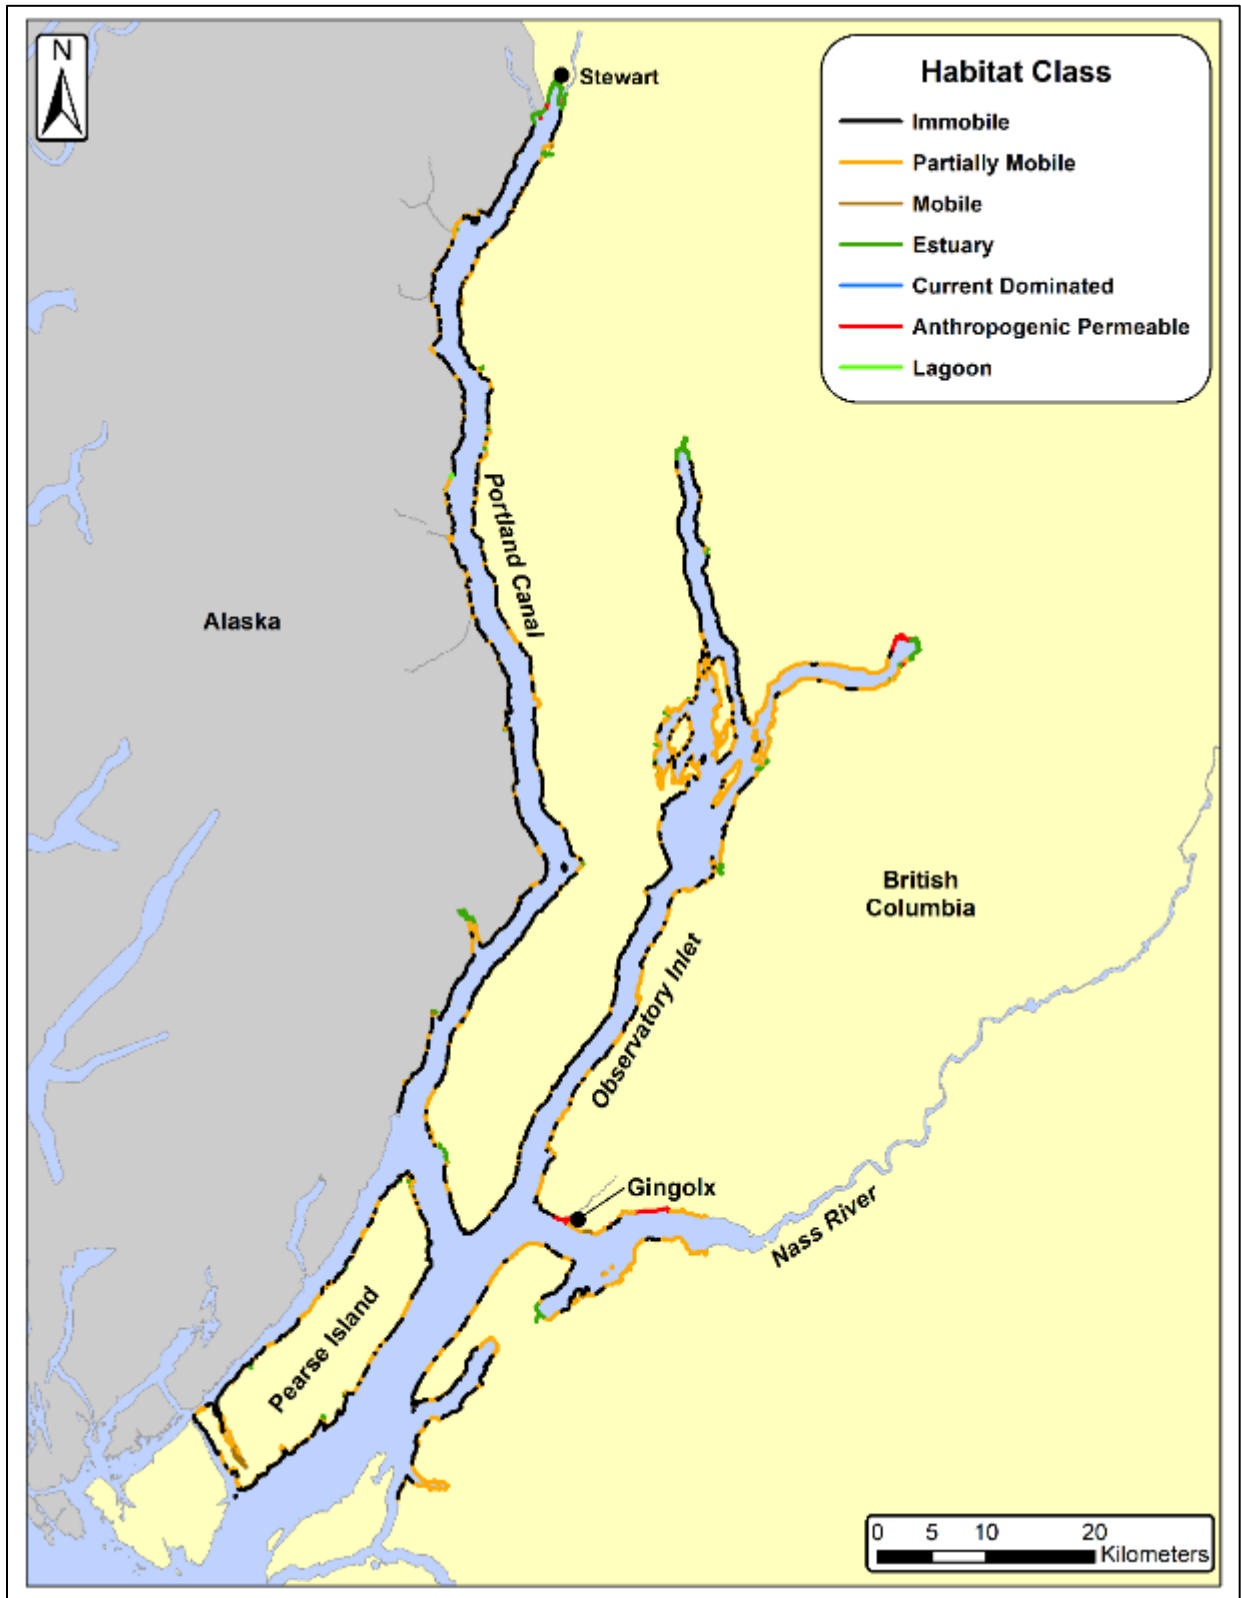 N
Stewart
Habitat Class
Immobile
Partially Mobile
Mobile
Estuary
Current Dominated
Anthropogenic Permeable
Lagoon
Portland Canal
Alaska
British
Columbia
Observatory Inlet
Gingolx
Nass River
Pearse Island
0 5 10 20
Kilometers